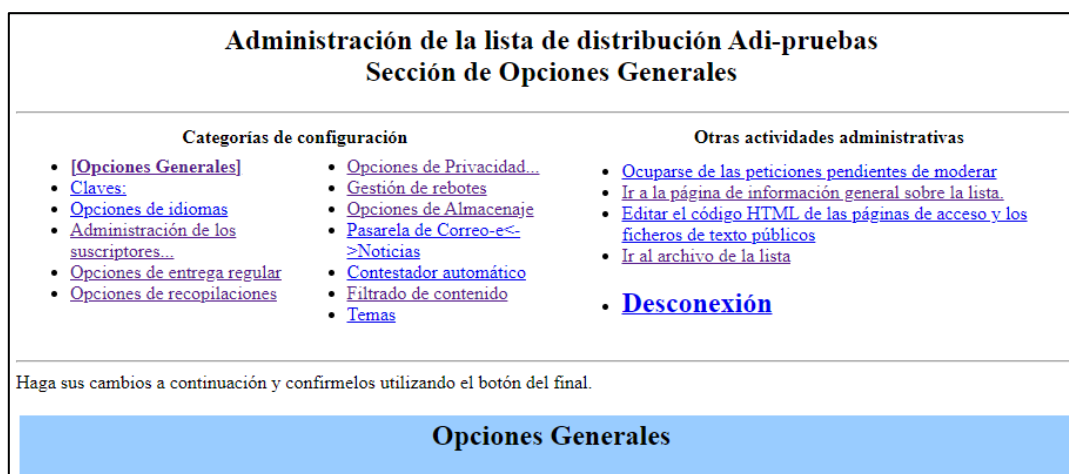 Administración de la lista de distribución Adi-pruebas
Sección de Opciones Generales
Categorías de configuración
[Opciones Generales]
Claves:
Opciones de idiomas
Administración de los
suscriptores...
Opciones de entrega regular
Opciones de recopilaciones
Opciones de Privacidad...
Gestión de rebotes
Opciones de Almacenaje
Pasarela de Correo-e<-
>Noticias
Contestador automático
Filtrado de contenido
Temas
Otras actividades administrativas
Ocuparse de las peticiones pendientes de moderar
Ir a la página de información general sobre la lista.
Editar el código HTML de las páginas de acceso y los
ficheros de texto públicos
Ir al archivo de la lista
Desconexión
Haga sus cambios a continuación y confirmelos utilizando el botón del final.
Opciones Generales